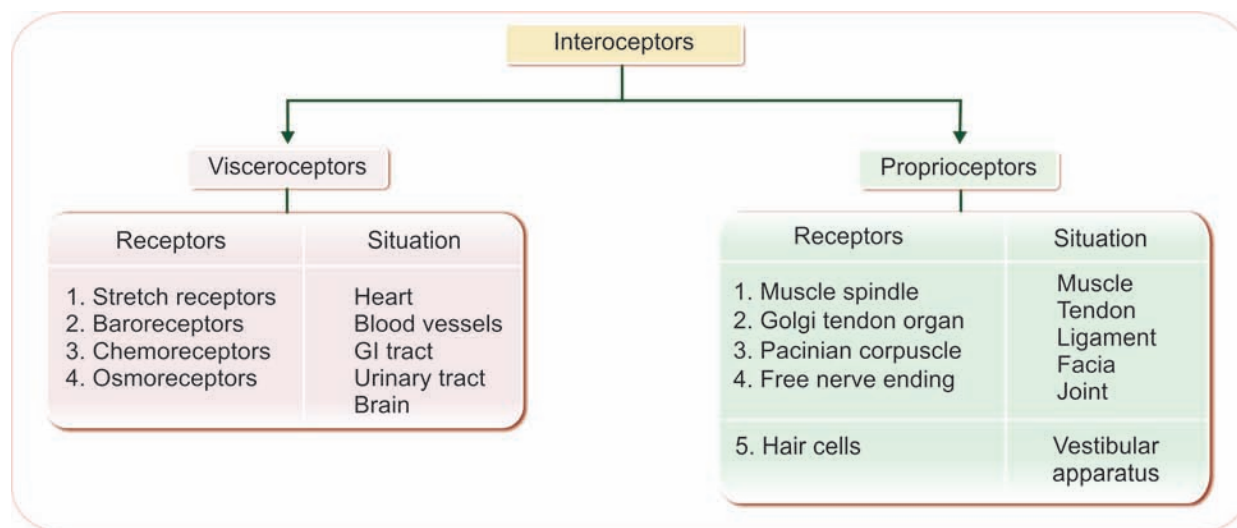 Interoceptors
Visceroceptors
Receptors
Situation
1. Stretch receptors
2. Baroreceptors
3. Chemoreceptors
4. Osmoreceptors
Heart
Blood vessels
GI tract
Urinary tract
Brain
Proprioceptors
Receptors
Situation
1. Muscle spindle
2. Golgi tendon organ
3. Pacinian corpuscle
4. Free nerve ending
Muscle
Tendon
Ligament
Facia
Joint
5. Hair cells
Vestibular
apparatus